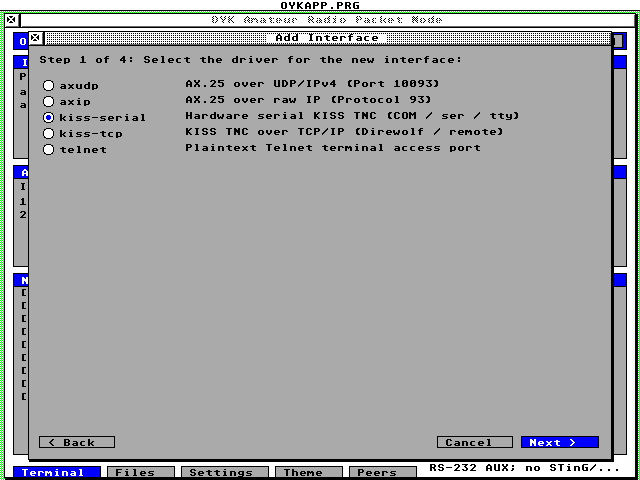 OYKAPP.PRG
OYK Amateur Radio Packet Node
Add Interface
Step 1 of 4: Select the driver for the new interface:
axudp AX.25 over UDP/IPv4 (Port 10093)
axip AX.25 over raw IP (Protocol 93)
kiss-serial Hardware serial KISS TNC (COM / ser / tty)
kiss-tcp KISS TNC over TCP/IP (Direwolf / remote)
telnet Plaintext Telnet terminal access port
< Back Cancel Next >
Terminal Files Settings Theme Peers RS-232 AUX; no STinG/...